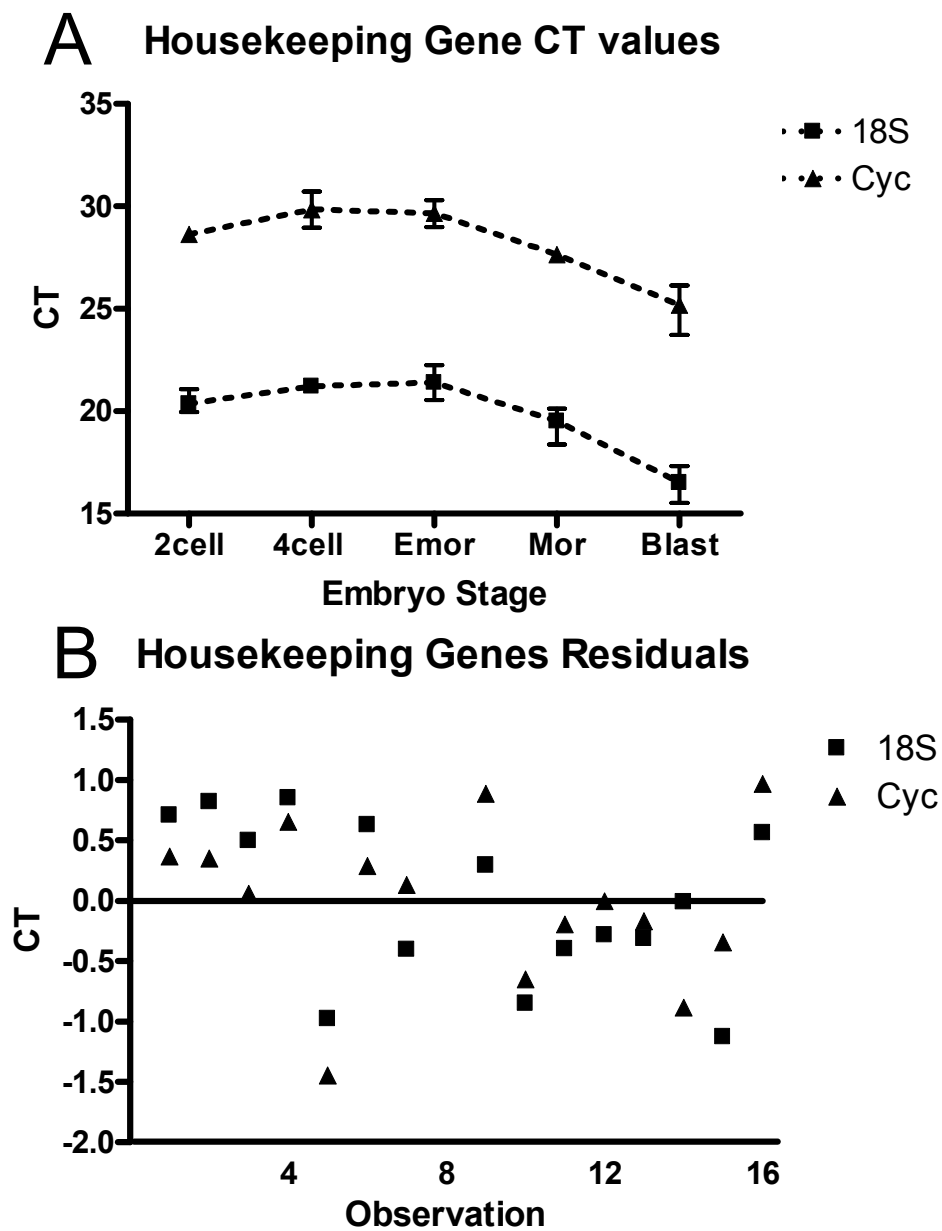 A Housekeeping Gene CT values
35
30
25
20
15
CT
18S
Cyc
2cell 4cell Emor Mor Blast
Embryo Stage
B Housekeeping Genes Residuals
1.5
1.0
0.5
0.0
-0.5
-1.0
-1.5
-2.0
CT
18S
Cyc
4 8 12 16
Observation